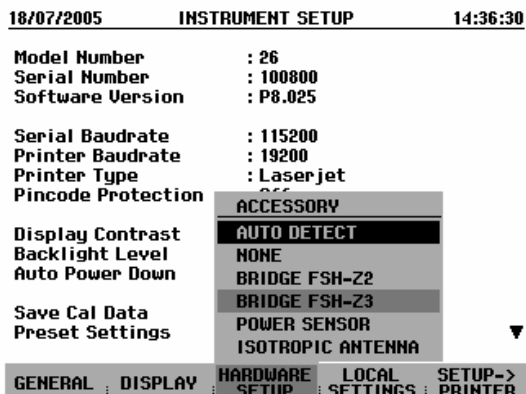 18/07/2005 INSTRUMENT SETUP 14:36:30
Model Number : 26
Serial Number : 100800
Software Version : P8.025
Serial Baudrate : 115200
Printer Baudrate : 19200
Printer Type : Laserjet
Pincode Protection :
Display Contrast
Backlight Level
Auto Power Down
Save Cal Data
Preset Settings
ACCESSORY
AUTO DETECT
NONE
BRIDGE FSH-Z2
BRIDGE FSH-Z3
POWER SENSOR
ISOTROPIC ANTENNA
GENERAL DISPLAY HARDWARE SETUP LOCAL SETTINGS SETUP-> PRINTER